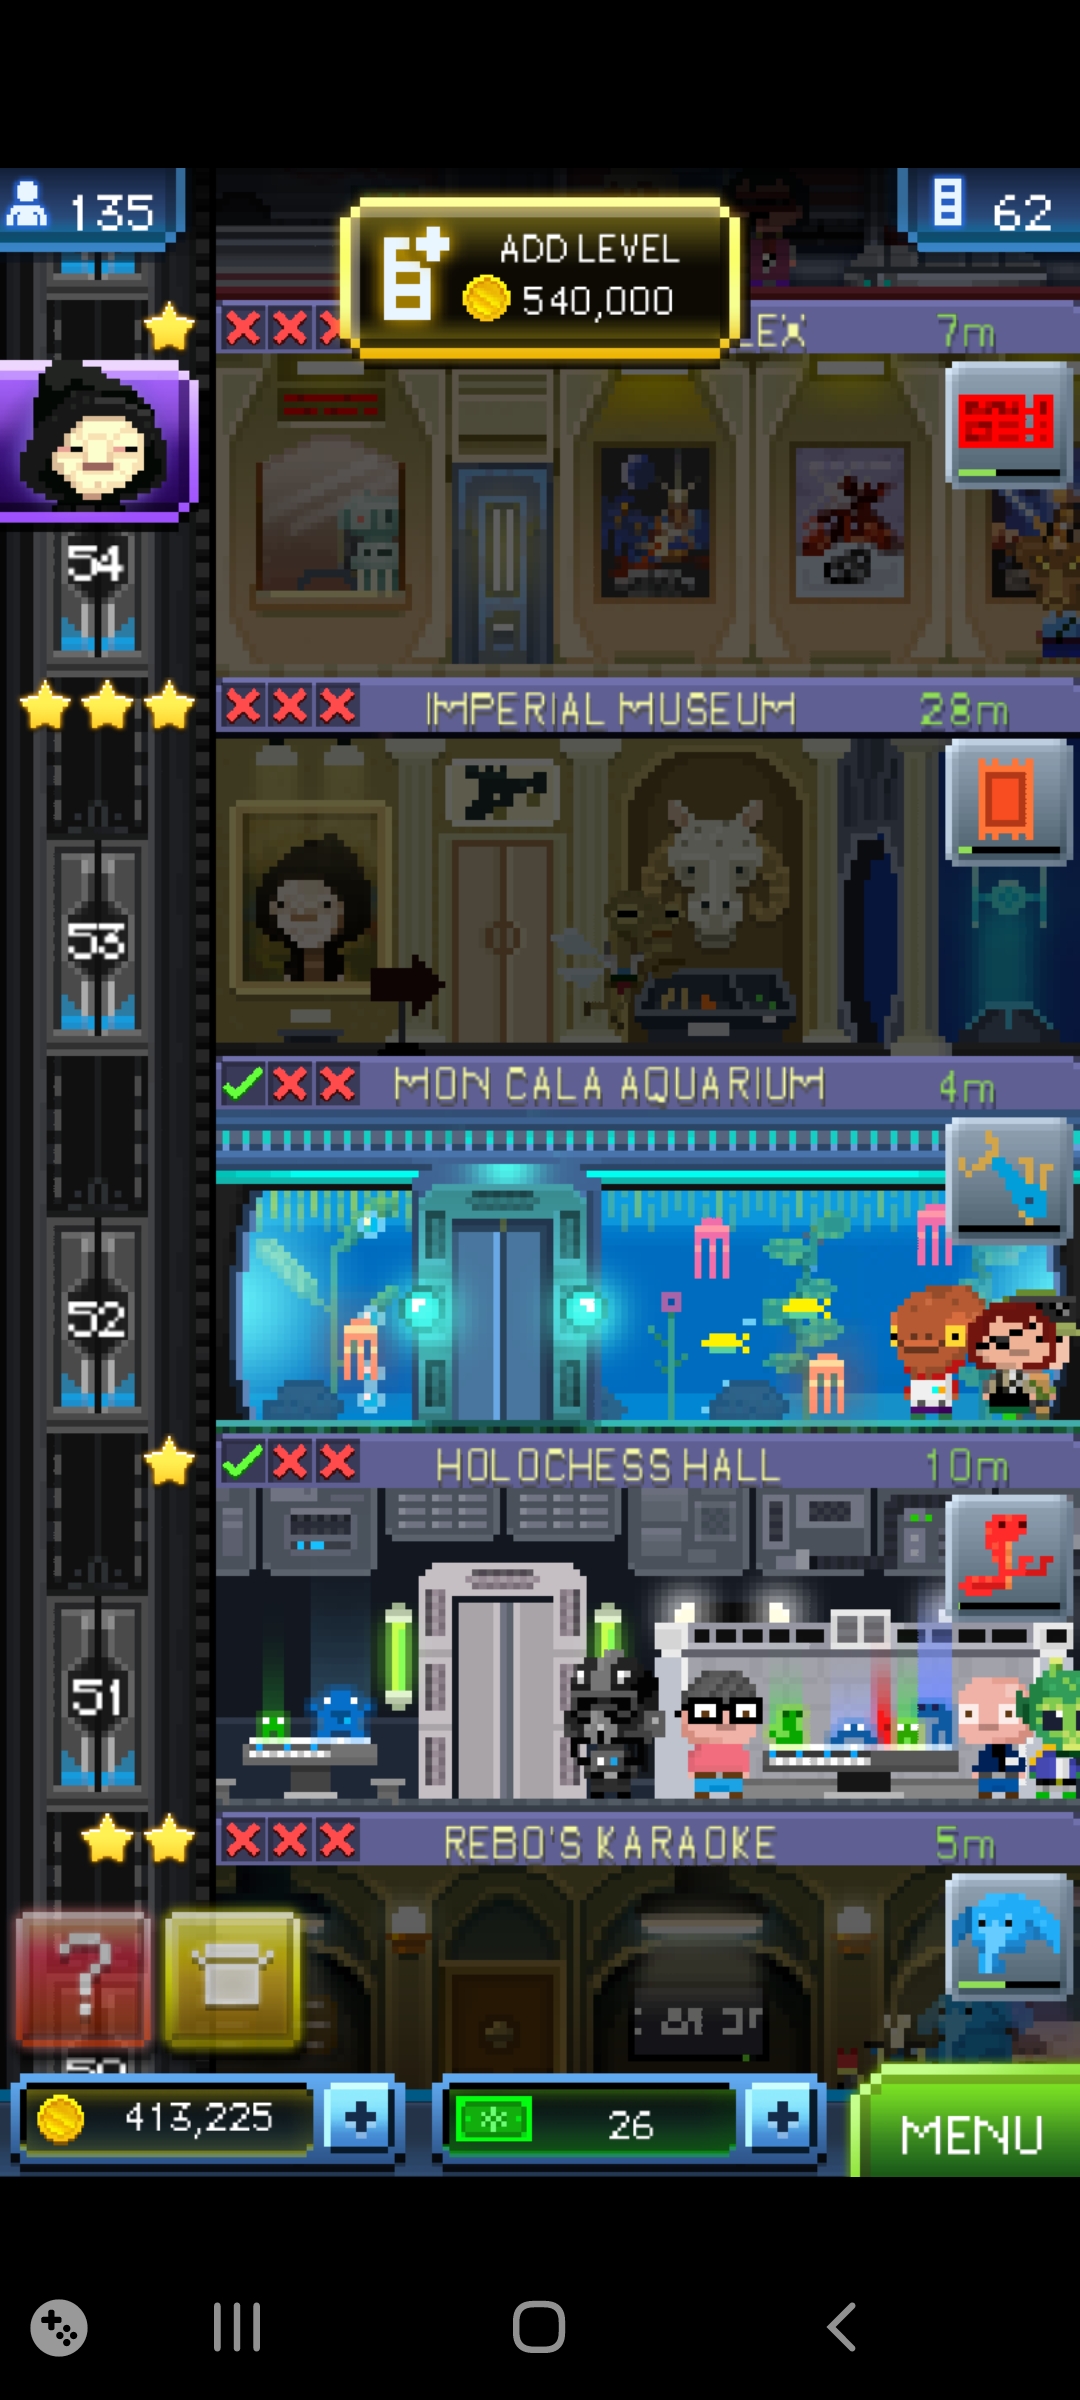 135
62
ADD LEVEL
540,000
LEX 7m
54
IMPERIAL MUSEUM 28m
53
MON CALA AQUARIUM 4m
52
HOLOCHESS HALL 10m
51
REBO'S KARAOKE 5m
?
50
413,225
26
MENU